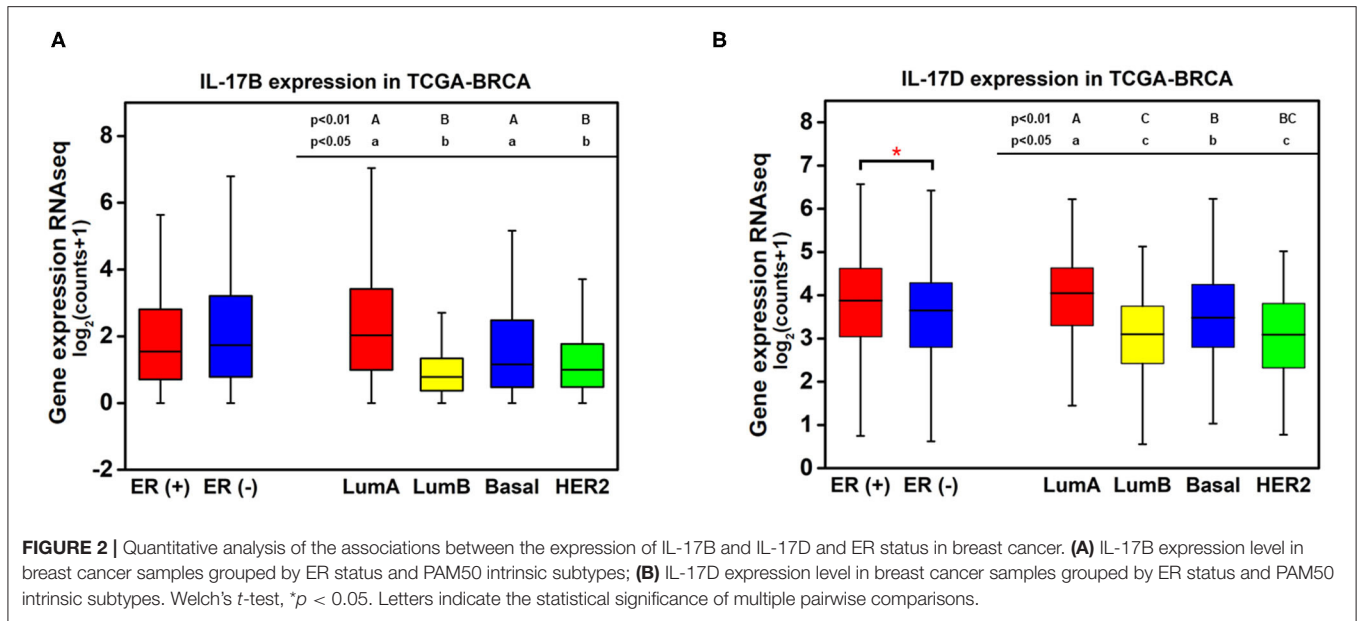 A
IL-17B expression in TCGA-BRCA
p<0.01 A B A B
p<0.05 a b a b
Gene expression RNAseq
log₂(counts+1)
8
6
4
2
0
-2
ER (+) ER (-) LumA LumB Basal HER2
B
IL-17D expression in TCGA-BRCA
p<0.01 A C B BC
p<0.05 a c b c
*
Gene expression RNAseq
log₂(counts+1)
8
7
6
5
4
3
2
1
0
ER (+) ER (-) LumA LumB Basal HER2
FIGURE 2 | Quantitative analysis of the associations between the expression of IL-17B and IL-17D and ER status in breast cancer. (A) IL-17B expression level in
breast cancer samples grouped by ER status and PAM50 intrinsic subtypes; (B) IL-17D expression level in breast cancer samples grouped by ER status and PAM50
intrinsic subtypes. Welch's t-test, *p < 0.05. Letters indicate the statistical significance of multiple pairwise comparisons.